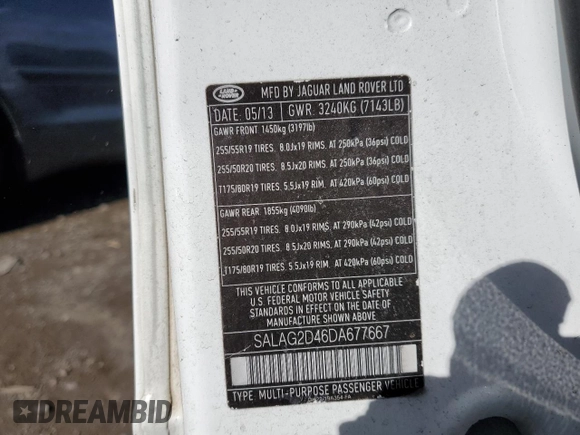 LAND ROVER
MFD BY JAGUAR LAND ROVER LTD
DATE: 05/13 GWR. 3240KG (7143LB)
GAWR FRONT 1450kg (3197lb)
255/55R19 TIRES. 8.0Jx19 RIMS. AT 250kPa (36psi) COLD
255/50R20 TIRES. 8.5Jx20 RIMS. AT 250kPa (36psi) COLD
T175/80R19 TIRES. 5.5Jx19 RIM. AT 420kPa (60psi) COLD
GAWR REAR. 1855kg (4090lb)
255/55R19 TIRES. 8.0Jx19 RIMS. AT 290kPa (42psi) COLD
255/50R20 TIRES. 8.5Jx20 RIMS. AT 290kPa (42psi) COLD
T175/80R19 TIRES. 5.5Jx19 RIM. AT 420kPa (60psi) COLD
THIS VEHICLE CONFORMS TO ALL APPLICABLE
U.S. FEDERAL MOTOR VEHICLE SAFETY
STANDARDS IN EFFECT ON THE DATE OF
MANUFACTURE SHOWN ABOVE.
SALAG2D46DA677667
TYPE: MULTI-PURPOSE PASSENGER VEHICLE
AUTOBIDMASTER